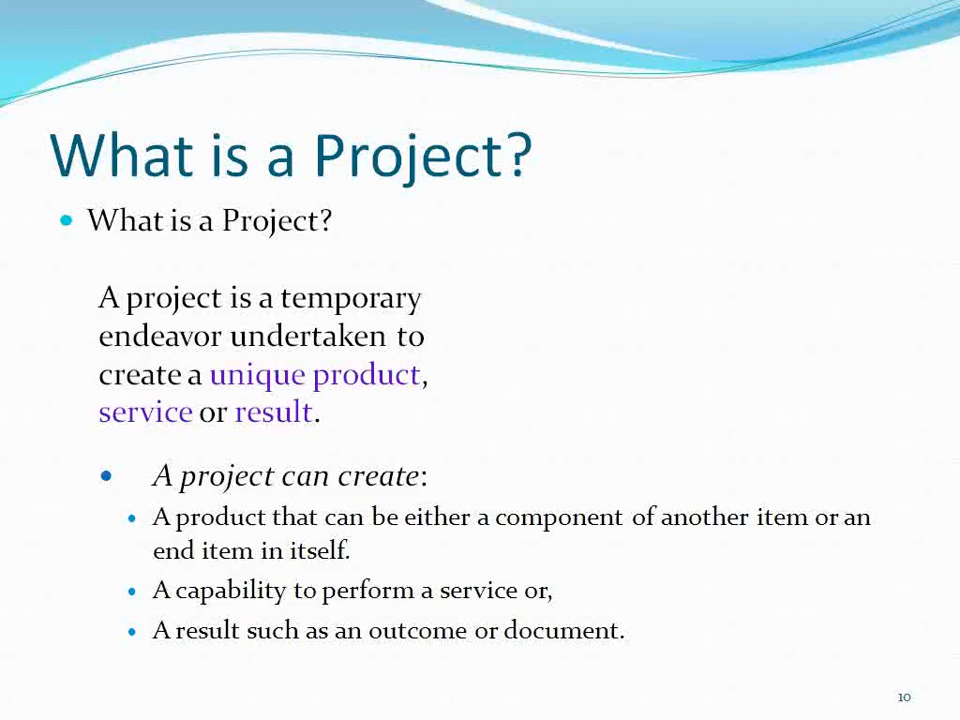 What is a Project?
• What is a Project?
A project is a temporary
endeavor undertaken to
create a unique product,
service or result.
• A project can create:
• A product that can be either a component of another item or an
end item in itself.
• A capability to perform a service or,
• A result such as an outcome or document.
10